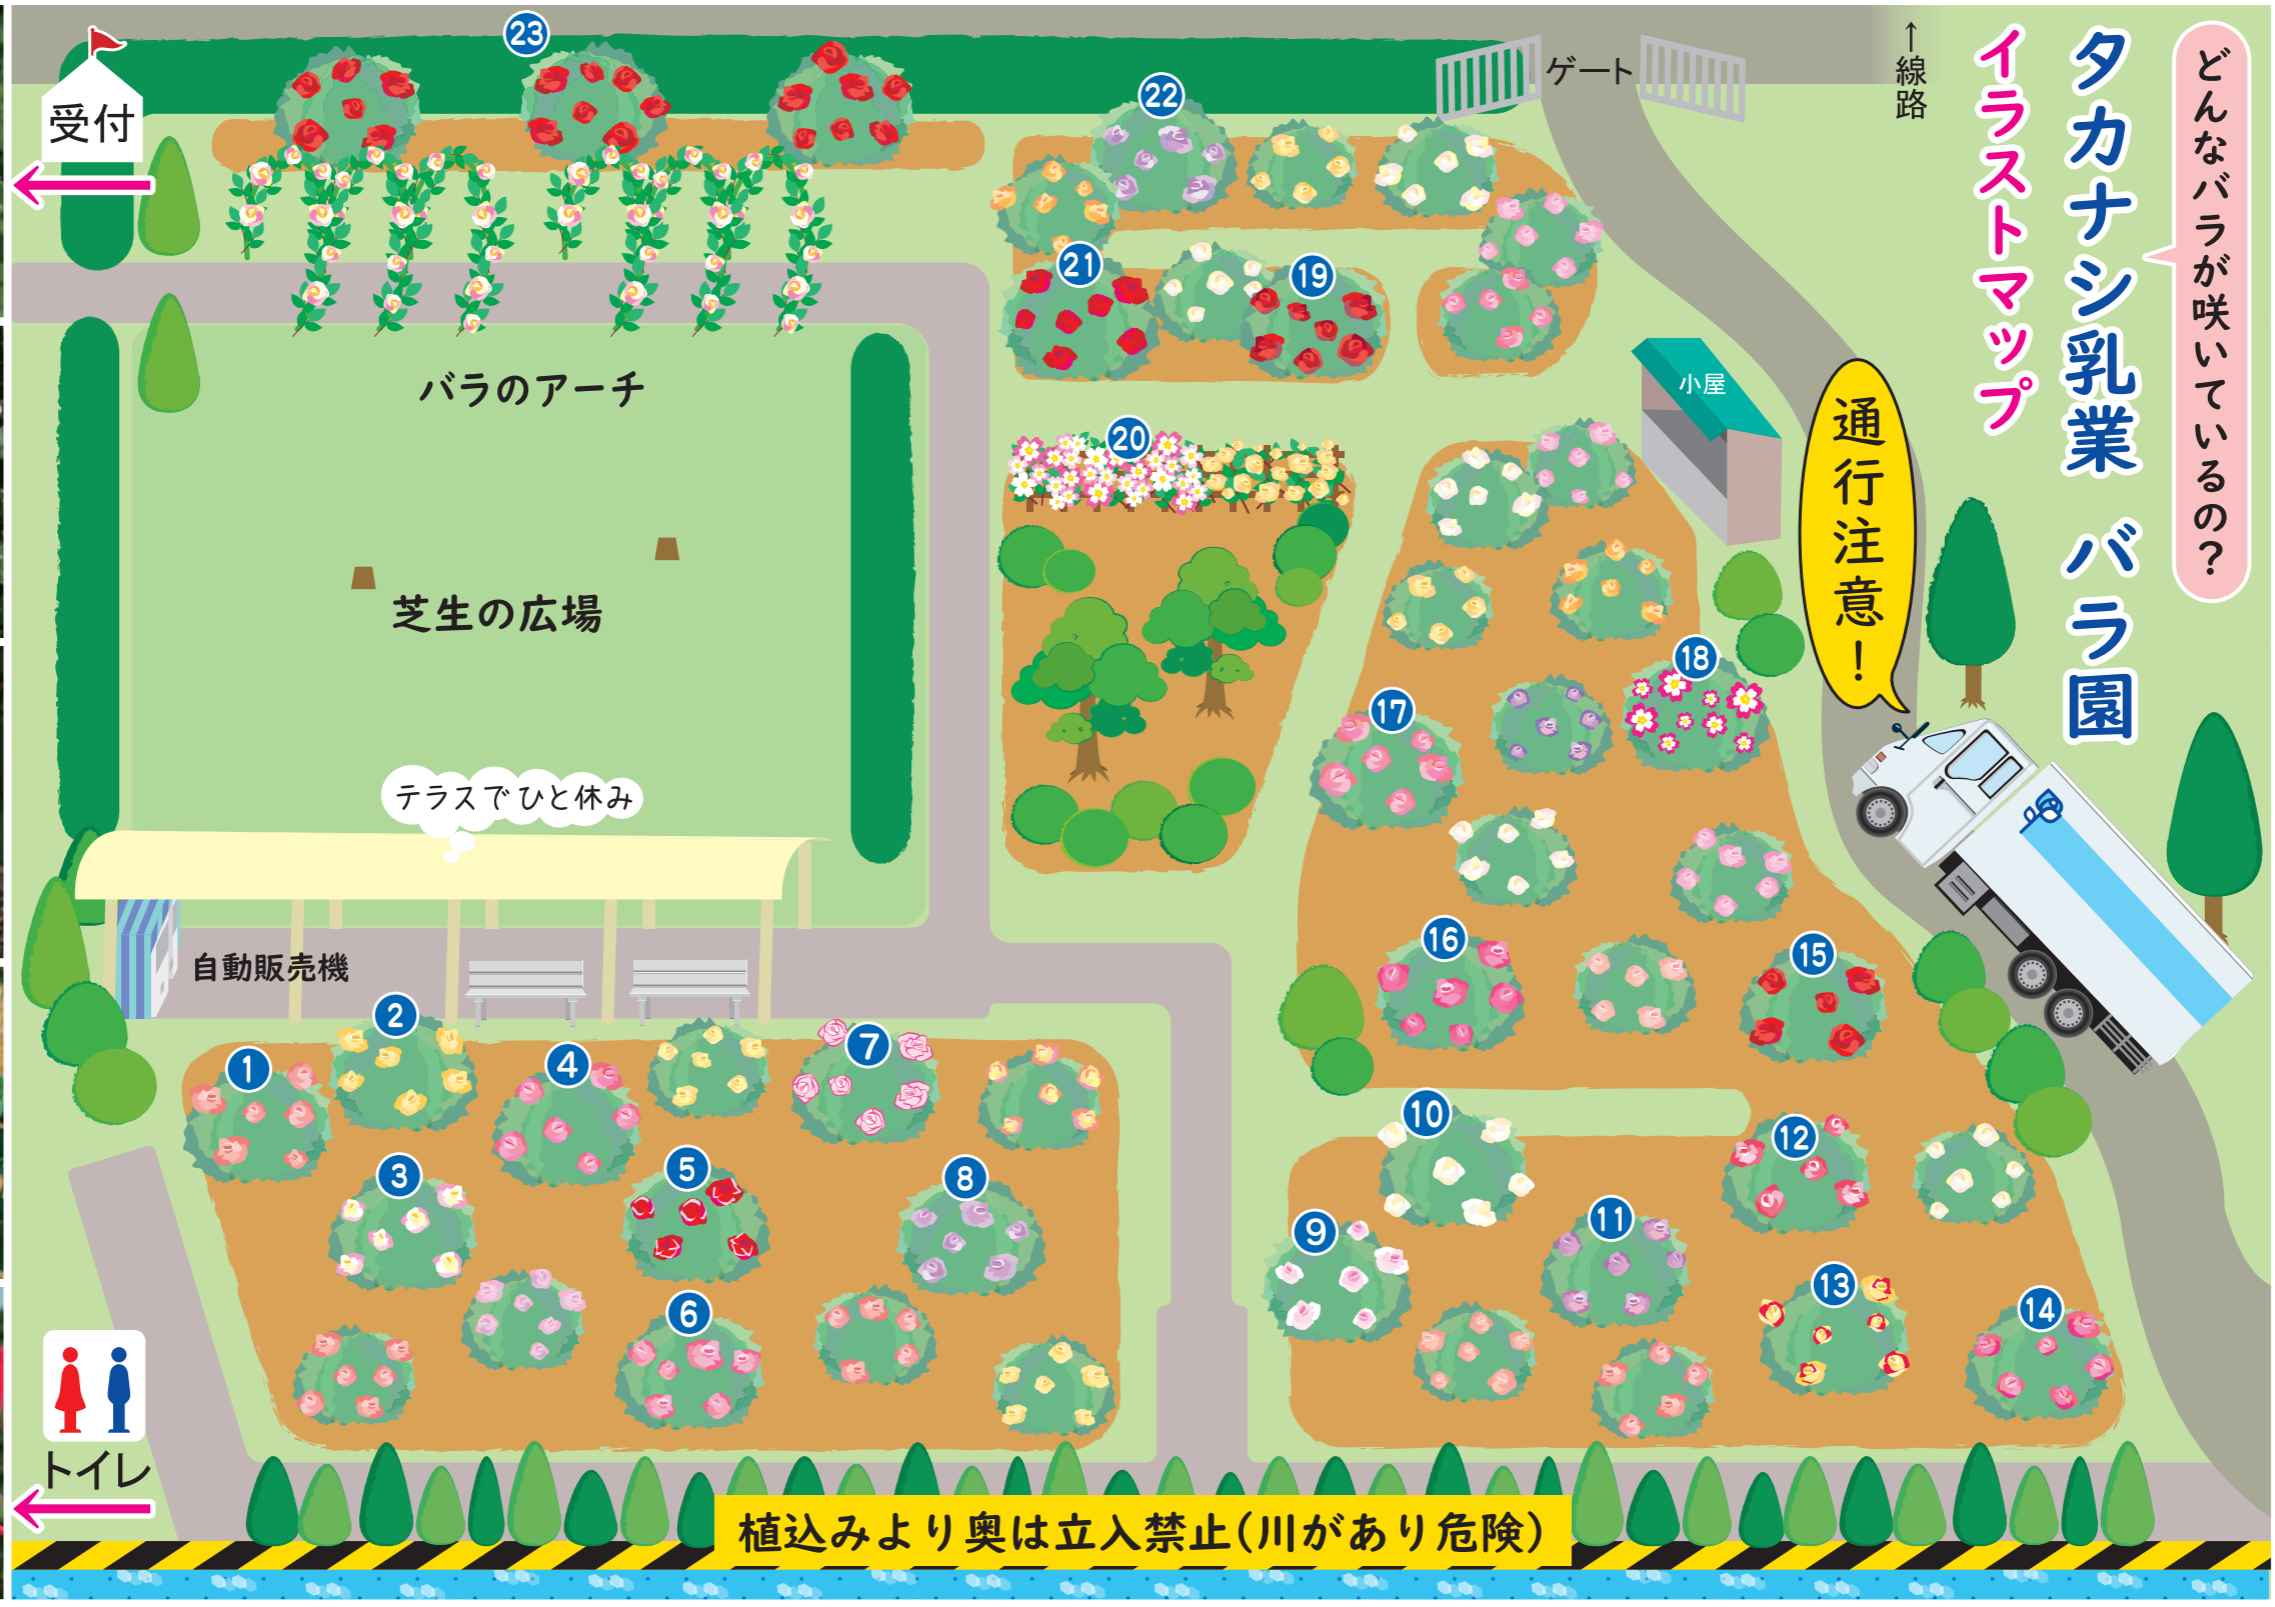 どんなバラが咲いているの？
タカナシ乳業 バラ園
イラストマップ
↑線路
ゲート
受付
23
22
21
19
20
小屋
通行注意！
バラのアーチ
芝生の広場
テラスでひと休み
自動販売機
18
17
16
15
1
2
3
4
5
6
7
8
9
10
11
12
13
14
トイレ
植込みより奥は立入禁止(川があり危険)